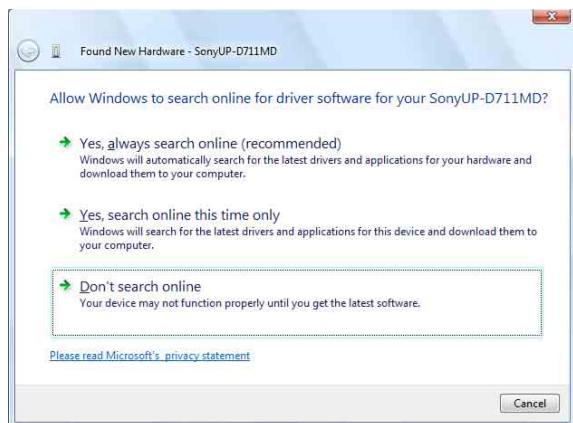 Found New Hardware - SonyUP-D711MD
Allow Windows to search online for driver software for your SonyUP-D711MD?
Yes, always search online (recommended)
Windows will automatically search for the latest drivers and applications for your hardware and
download them to your computer.
Yes, search online this time only
Windows will search for the latest drivers and applications for this device and download them to
your computer.
Don't search online
Your device may not function properly until you get the latest software.
Please read Microsoft's privacy statement
Cancel